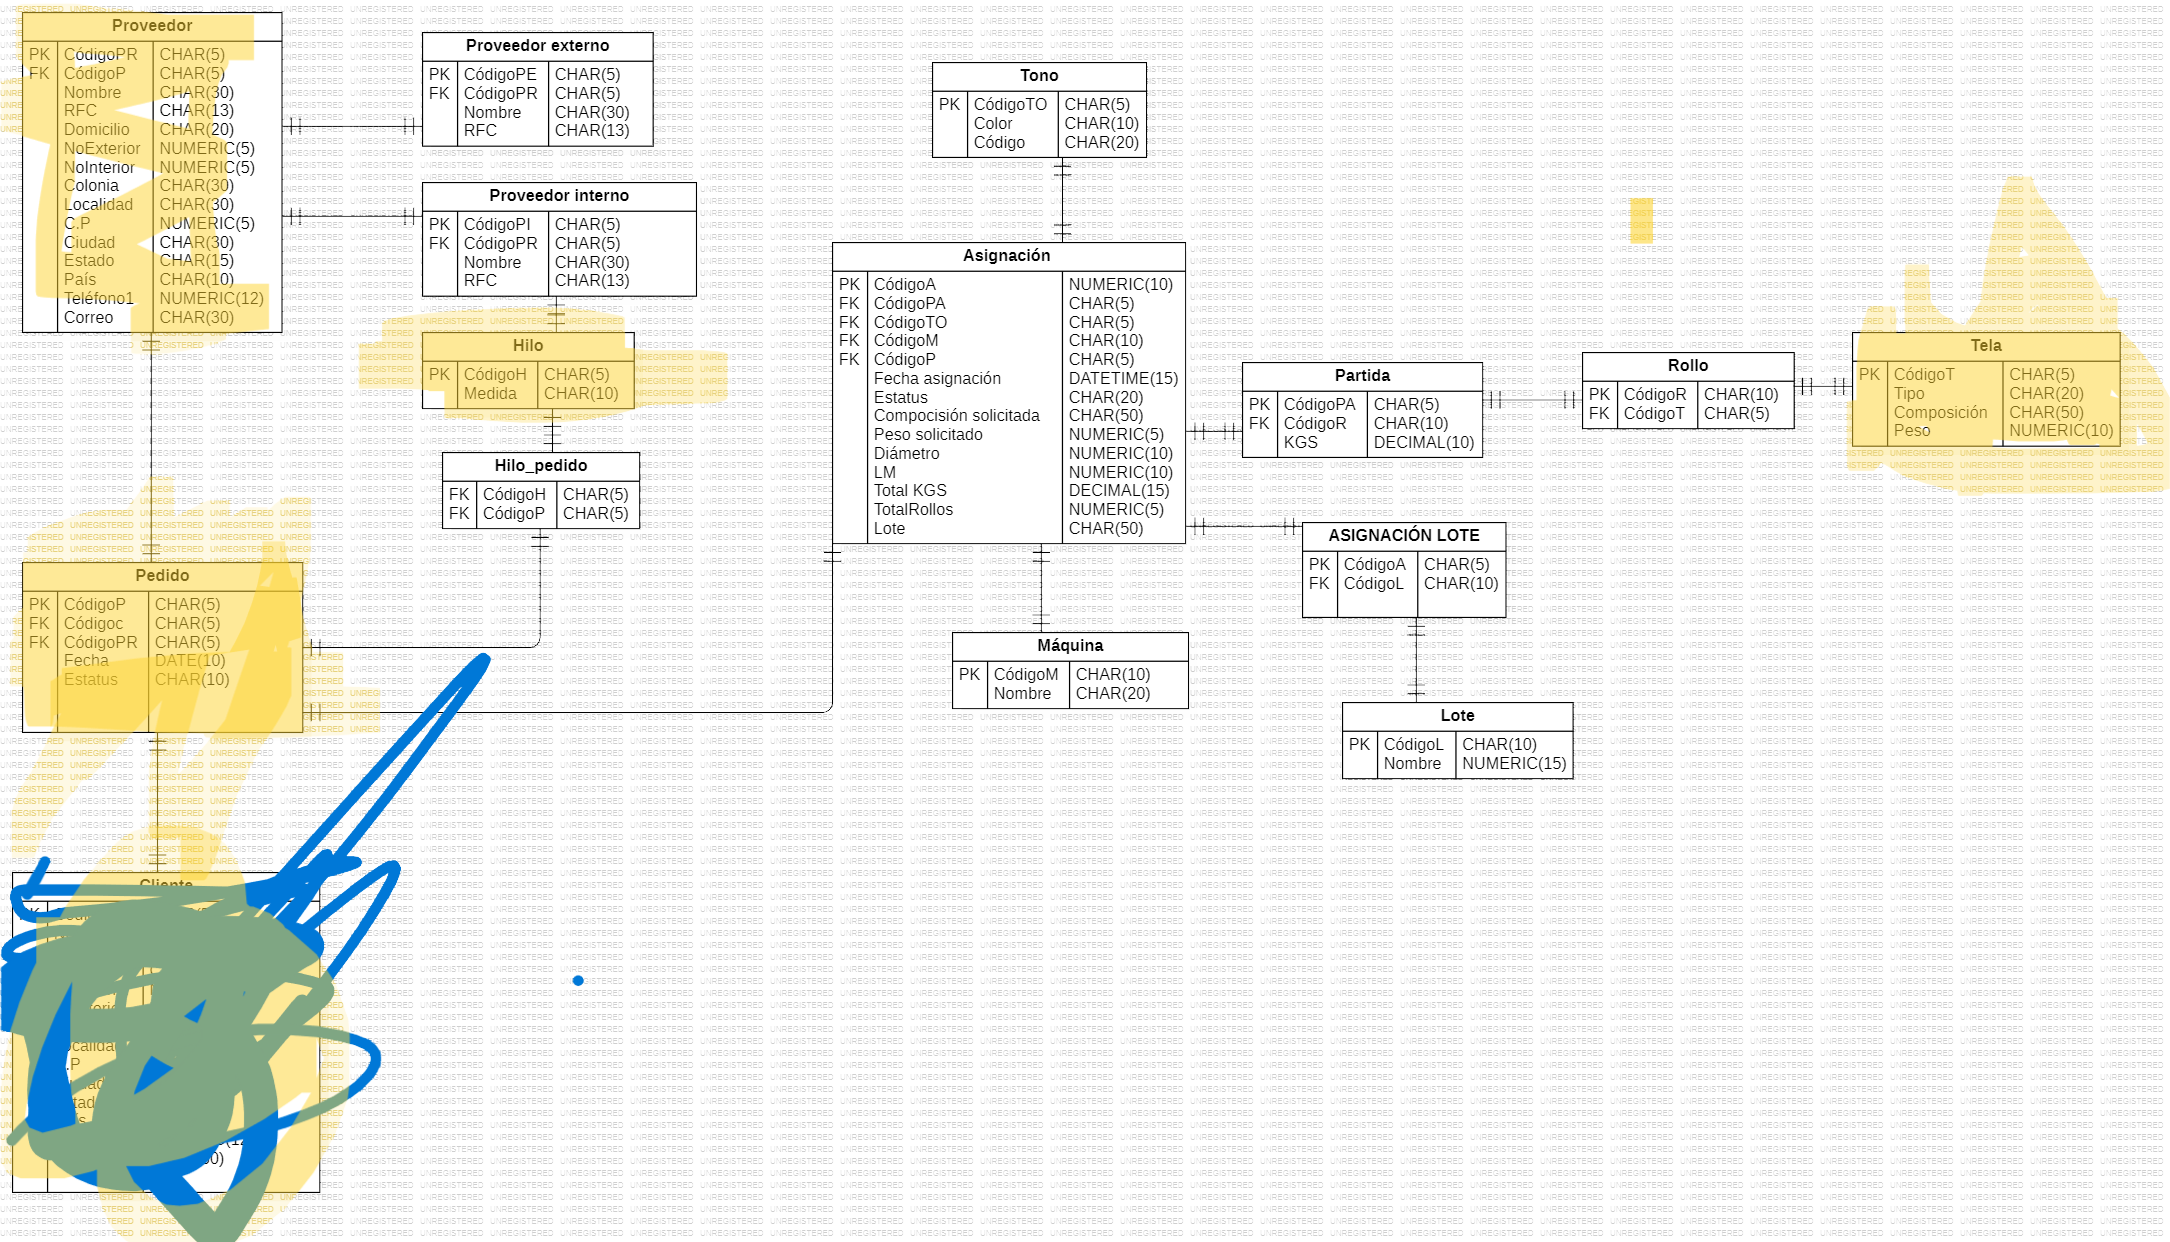 Proveedor
PK CódigoPR CHAR(5)
FK CódigoP CHAR(5)
Nombre CHAR(30)
RFC CHAR(13)
Domicilio CHAR(20)
NoExterior NUMERIC(5)
NoInterior NUMERIC(5)
Colonia CHAR(30)
Localidad CHAR(30)
C.P NUMERIC(5)
Ciudad CHAR(30)
Estado CHAR(15)
País CHAR(10)
Teléfono1 NUMERIC(12)
Correo CHAR(30)
Proveedor externo
PK CódigoPE CHAR(5)
FK CódigoPR CHAR(5)
Nombre CHAR(30)
RFC CHAR(13)
Proveedor interno
PK CódigoPI CHAR(5)
FK CódigoPR CHAR(5)
Nombre CHAR(30)
RFC CHAR(13)
Hilo
PK CódigoH CHAR(5)
Medida CHAR(10)
Hilo_pedido
FK CódigoH CHAR(5)
FK CódigoP CHAR(5)
Pedido
PK CódigoP CHAR(5)
FK Códigoc CHAR(5)
FK CódigoPR CHAR(5)
Fecha DATE(10)
Estatus CHAR(10)
Cliente
Tono
PK CódigoTO CHAR(5)
Color CHAR(10)
Código CHAR(20)
Asignación
PK CódigoA NUMERIC(10)
FK CódigoPA CHAR(5)
FK CódigoTO CHAR(5)
FK CódigoM CHAR(10)
FK CódigoP CHAR(5)
Fecha asignación DATETIME(15)
Estatus CHAR(20)
Compocisión solicitada CHAR(50)
Peso solicitado NUMERIC(5)
Diámetro NUMERIC(10)
LM NUMERIC(10)
Total KGS DECIMAL(15)
TotalRollos NUMERIC(5)
Lote CHAR(50)
Máquina
PK CódigoM CHAR(10)
Nombre CHAR(20)
Partida
PK CódigoPA CHAR(5)
FK CódigoR CHAR(10)
KGS DECIMAL(10)
ASIGNACIÓN LOTE
PK CódigoA CHAR(5)
FK CódigoL CHAR(10)
Lote
PK CódigoL CHAR(10)
Nombre NUMERIC(15)
Rollo
PK CódigoR CHAR(10)
FK CódigoT CHAR(5)
Tela
PK CódigoT CHAR(5)
Tipo CHAR(20)
Composición CHAR(50)
Peso NUMERIC(10)
UNREGISTERED